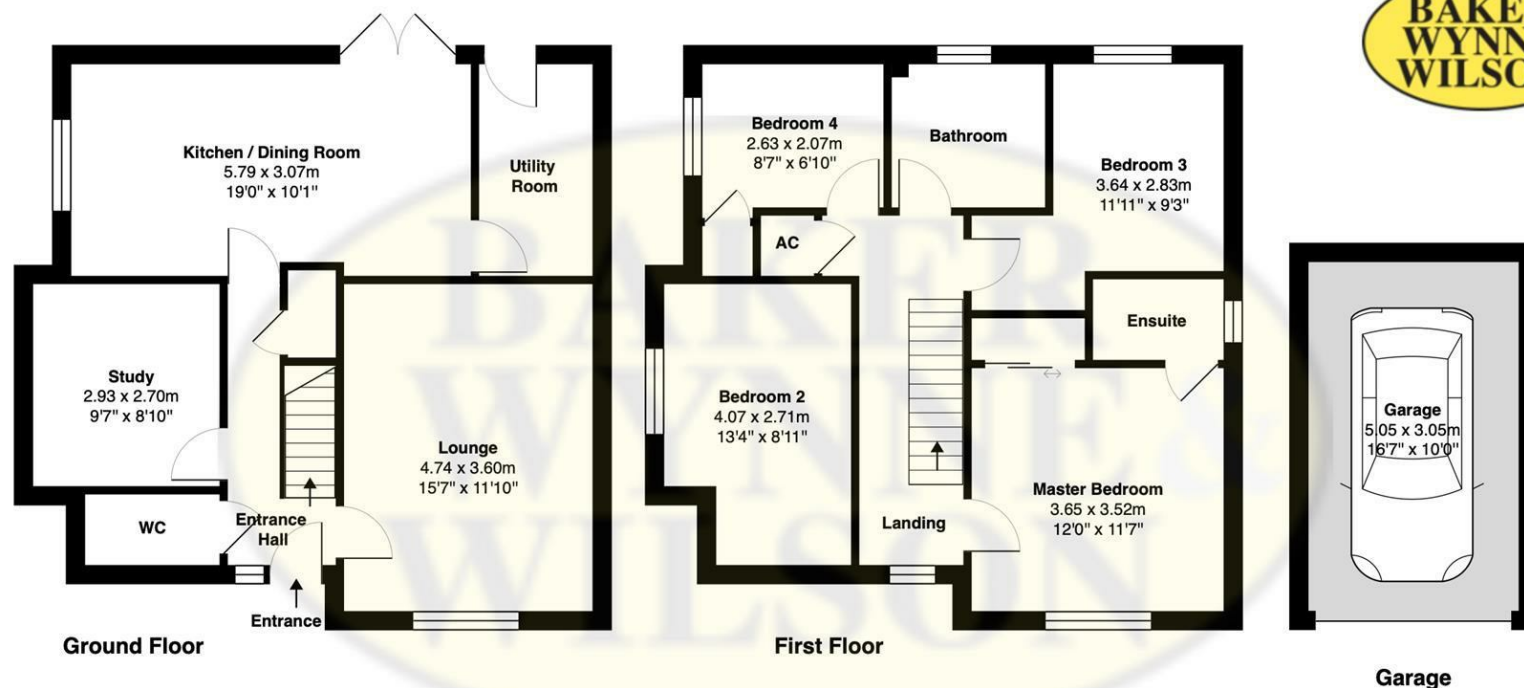 Kitchen / Dining Room
5.79 x 3.07m
19'0" x 10'1"
Utility
Room
Study
2.93 x 2.70m
9'7" x 8'10"
Lounge
4.74 x 3.60m
15'7" x 11'10"
WC
Entrance
Hall
Entrance
Ground Floor
Bedroom 4
2.63 x 2.07m
8'7" x 6'10"
Bathroom
Bedroom 3
3.64 x 2.83m
11'11" x 9'3"
AC
Ensuite
Bedroom 2
4.07 x 2.71m
13'4" x 8'11"
Master Bedroom
3.65 x 3.52m
12'0" x 11'7"
Landing
First Floor
BAKE
WYNN
WILSO
Garage
5.05 x 3.05m
16'7" x 10'0"
Garage
BAKER
WYNNE &
WILSON